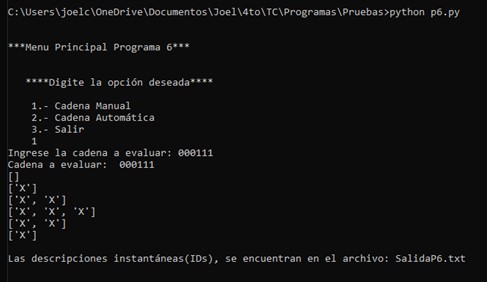 C:\Users\joelc\OneDrive\Documentos\Joel\4to\TC\Programas\Pruebas>python p6.py
***Menu Principal Programa 6***
****Digite la opción deseada****
1.- Cadena Manual
2.- Cadena Automática
3.- Salir
1
Ingrese la cadena a evaluar: 000111
Cadena a evaluar:  000111
[]
['X']
['X', 'X']
['X', 'X', 'X']
['X', 'X']
['X']
Las descripciones instantáneas(IDs), se encuentran en el archivo: SalidaP6.txt